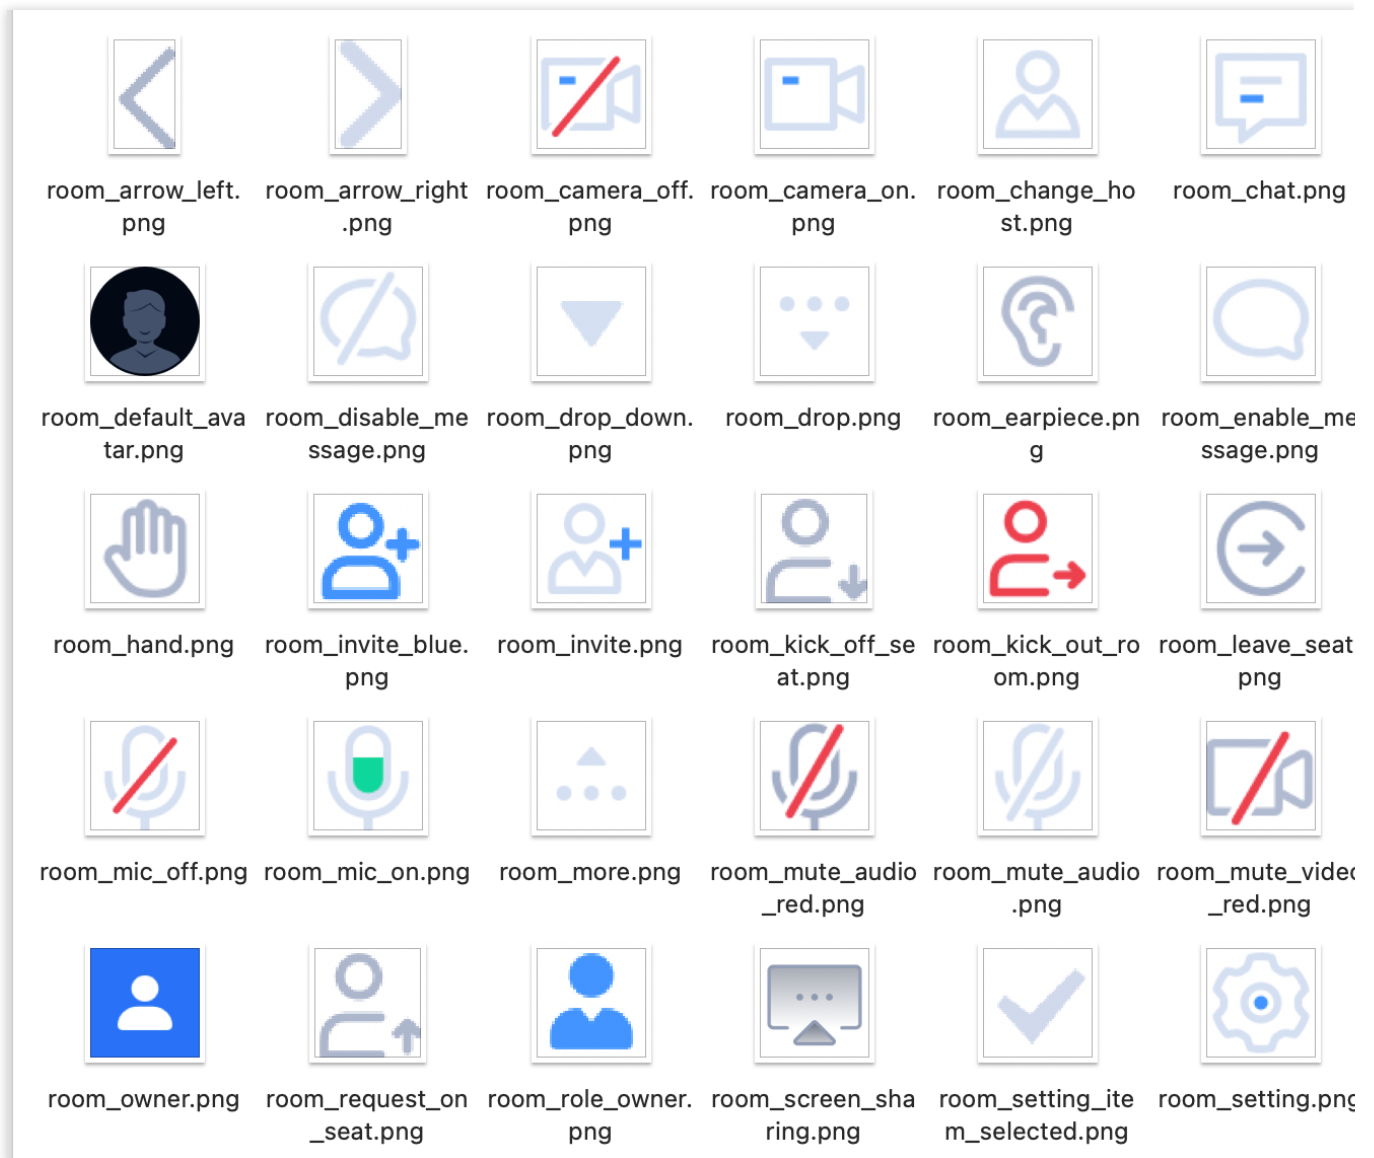 room_arrow_left.
png
room_arrow_right
.png
room_camera_off.
png
room_camera_on.
png
room_change_ho
st.png
room_chat.png
room_default_ava
tar.png
room_disable_me
ssage.png
room_drop_down.
png
room_drop.png
room_earpiece.pn
g
room_enable_me
ssage.png
room_hand.png
room_invite_blue.
png
room_invite.png
room_kick_off_se
at.png
room_kick_out_ro
om.png
room_leave_seat
png
room_mic_off.png
room_mic_on.png
room_more.png
room_mute_audio
_red.png
room_mute_audio
.png
room_mute_video
_red.png
room_owner.png
room_request_on
_seat.png
room_role_owner.
png
room_screen_sha
ring.png
room_setting_ite
m_selected.png
room_setting.png